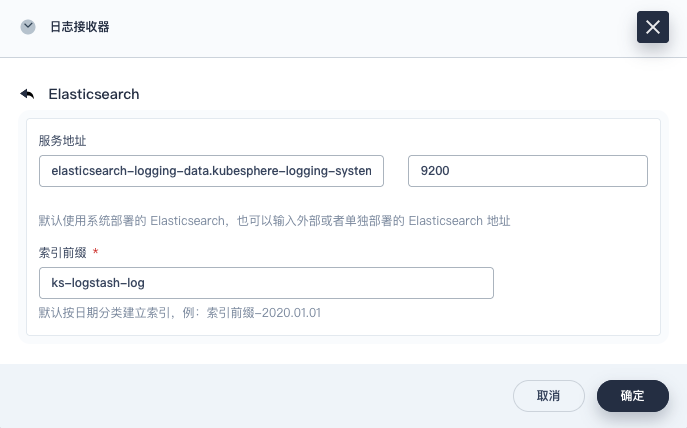 日志接收器
Elasticsearch
服务地址
elasticsearch-logging-data.kubesphere-logging-system 9200
默认使用系统部署的 Elasticsearch，也可以输入外部或者单独部署的 Elasticsearch 地址
索引前缀 *
ks-logstash-log
默认按日期分类建立索引，例：索引前缀-2020.01.01
取消 确定